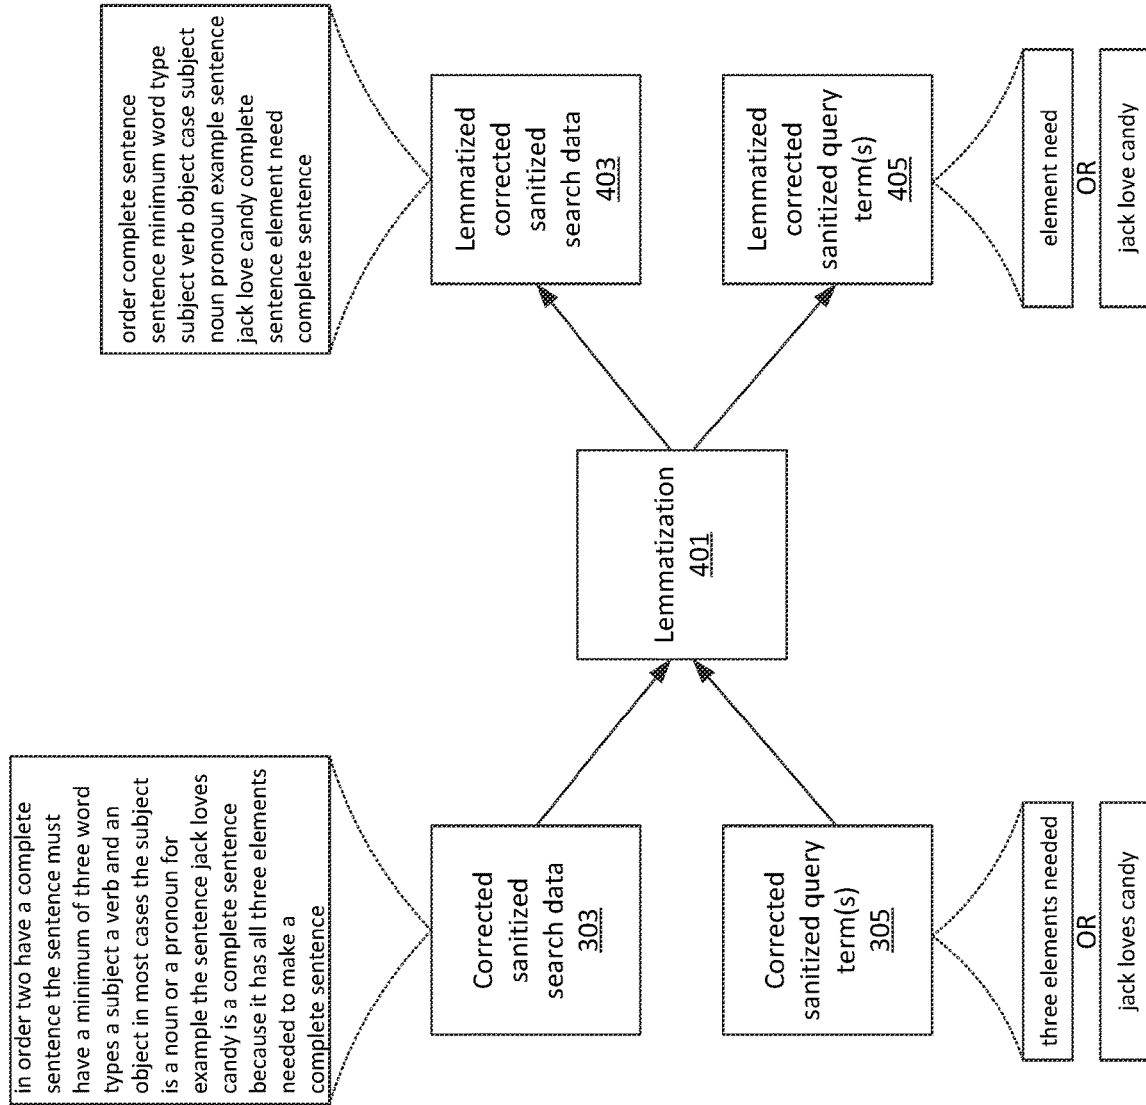 in order two have a complete
sentence the sentence must
have a minimum of three word
types a subject a verb and an
object in most cases the subject
is a noun or a pronoun for
example the sentence jack loves
candy is a complete sentence
because it has all three elements
needed to make a
complete sentence
Corrected
sanitized
search data
303
Corrected
sanitized query
term(s)
305
three elements needed
OR
jack loves candy
Lemmatization
401
order complete sentence
sentence minimum word type
subject verb object case subject
noun pronoun example sentence
jack love candy complete
sentence element need
complete sentence
Lemmatized
corrected
sanitized
search data
403
Lemmatized
corrected
sanitized query
term(s)
405
element need
OR
jack love candy